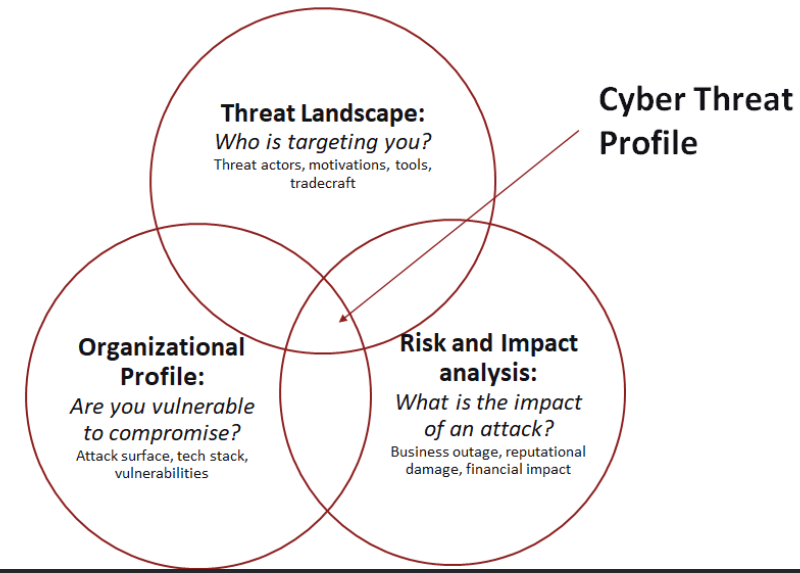 Cyber Threat
Profile
Threat Landscape:
Who is targeting you?
Threat actors, motivations, tools,
tradecraft
Organizational
Profile:
Are you vulnerable
to compromise?
Attack surface, tech stack,
vulnerabilities
Risk and Impact
analysis:
What is the impact
of an attack?
Business outage, reputational
damage, financial impact